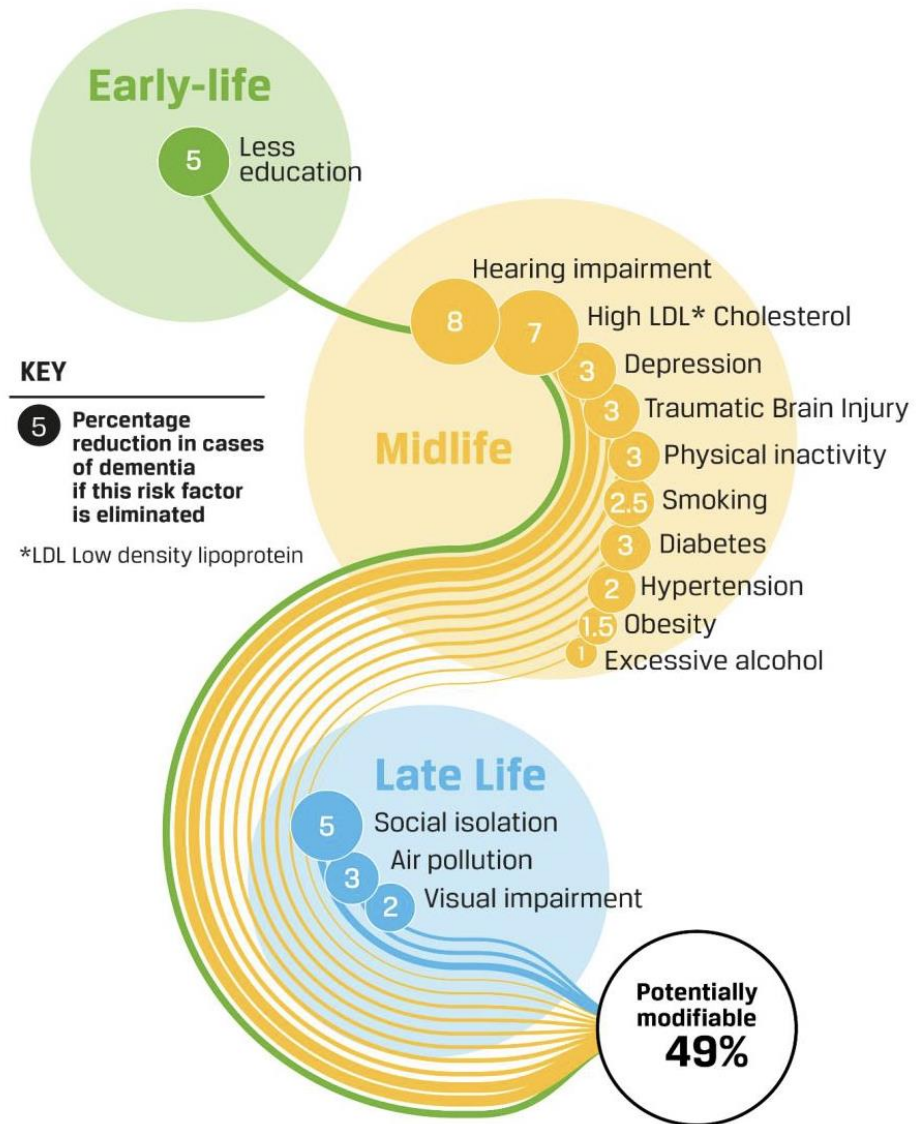 Early-life
5
Less
education
Hearing impairment
8
7
High LDL* Cholesterol
3
Depression
3
Traumatic Brain Injury
Midlife
3
Physical inactivity
2.5
Smoking
3
Diabetes
2
Hypertension
1.5
Obesity
1
Excessive alcohol
KEY
5
Percentage
reduction in cases
of dementia
if this risk factor
is eliminated
*LDL Low density lipoprotein
Late Life
5
Social isolation
3
Air pollution
2
Visual impairment
Potentially
modifiable
49%